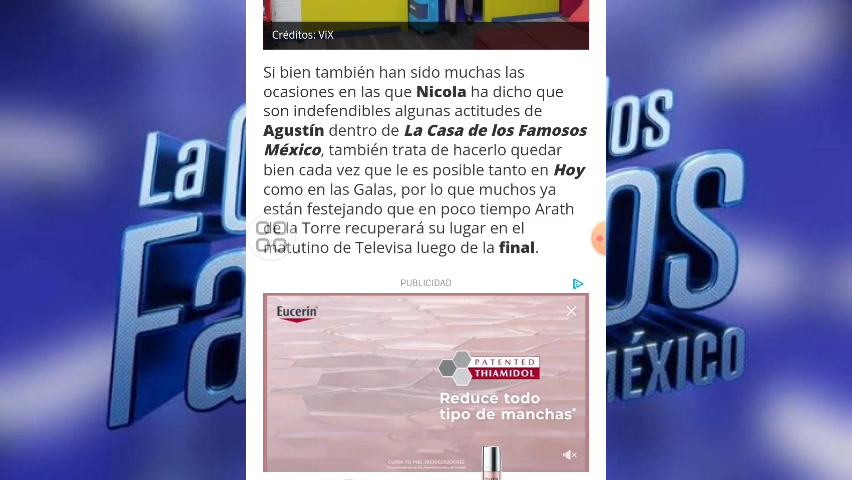 Créditos: ViX
Si bien también han sido muchas las
ocasiones en las que Nicola ha dicho que
son indefendibles algunas actitudes de
Agustín dentro de La Casa de los Famosos
México, también trata de hacerlo quedar
bien cada vez que le es posible tanto en Hoy
como en las Galas, por lo que muchos ya
están festejando que en poco tiempo Arath
de la Torre recuperará su lugar en el
matutino de Televisa luego de la final.
PUBLICIDAD
Eucerin
PATENTED
THIAMIDOL
Reduce todo
tipo de manchas*
La
Fa
os
os
MÉXICO